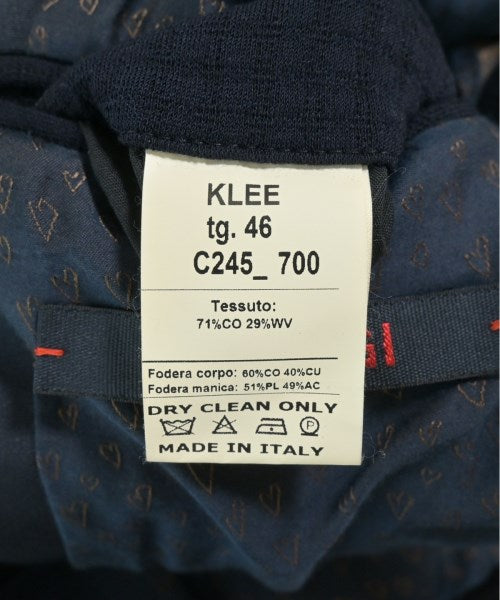 KLEE
tg. 46
C245_ 700
Tessuto:
71%CO 29%WV
Fodera corpo: 60%CO 40%CU
Fodera manica: 51%PL 49%AC
DRY CLEAN ONLY
P
MADE IN ITALY